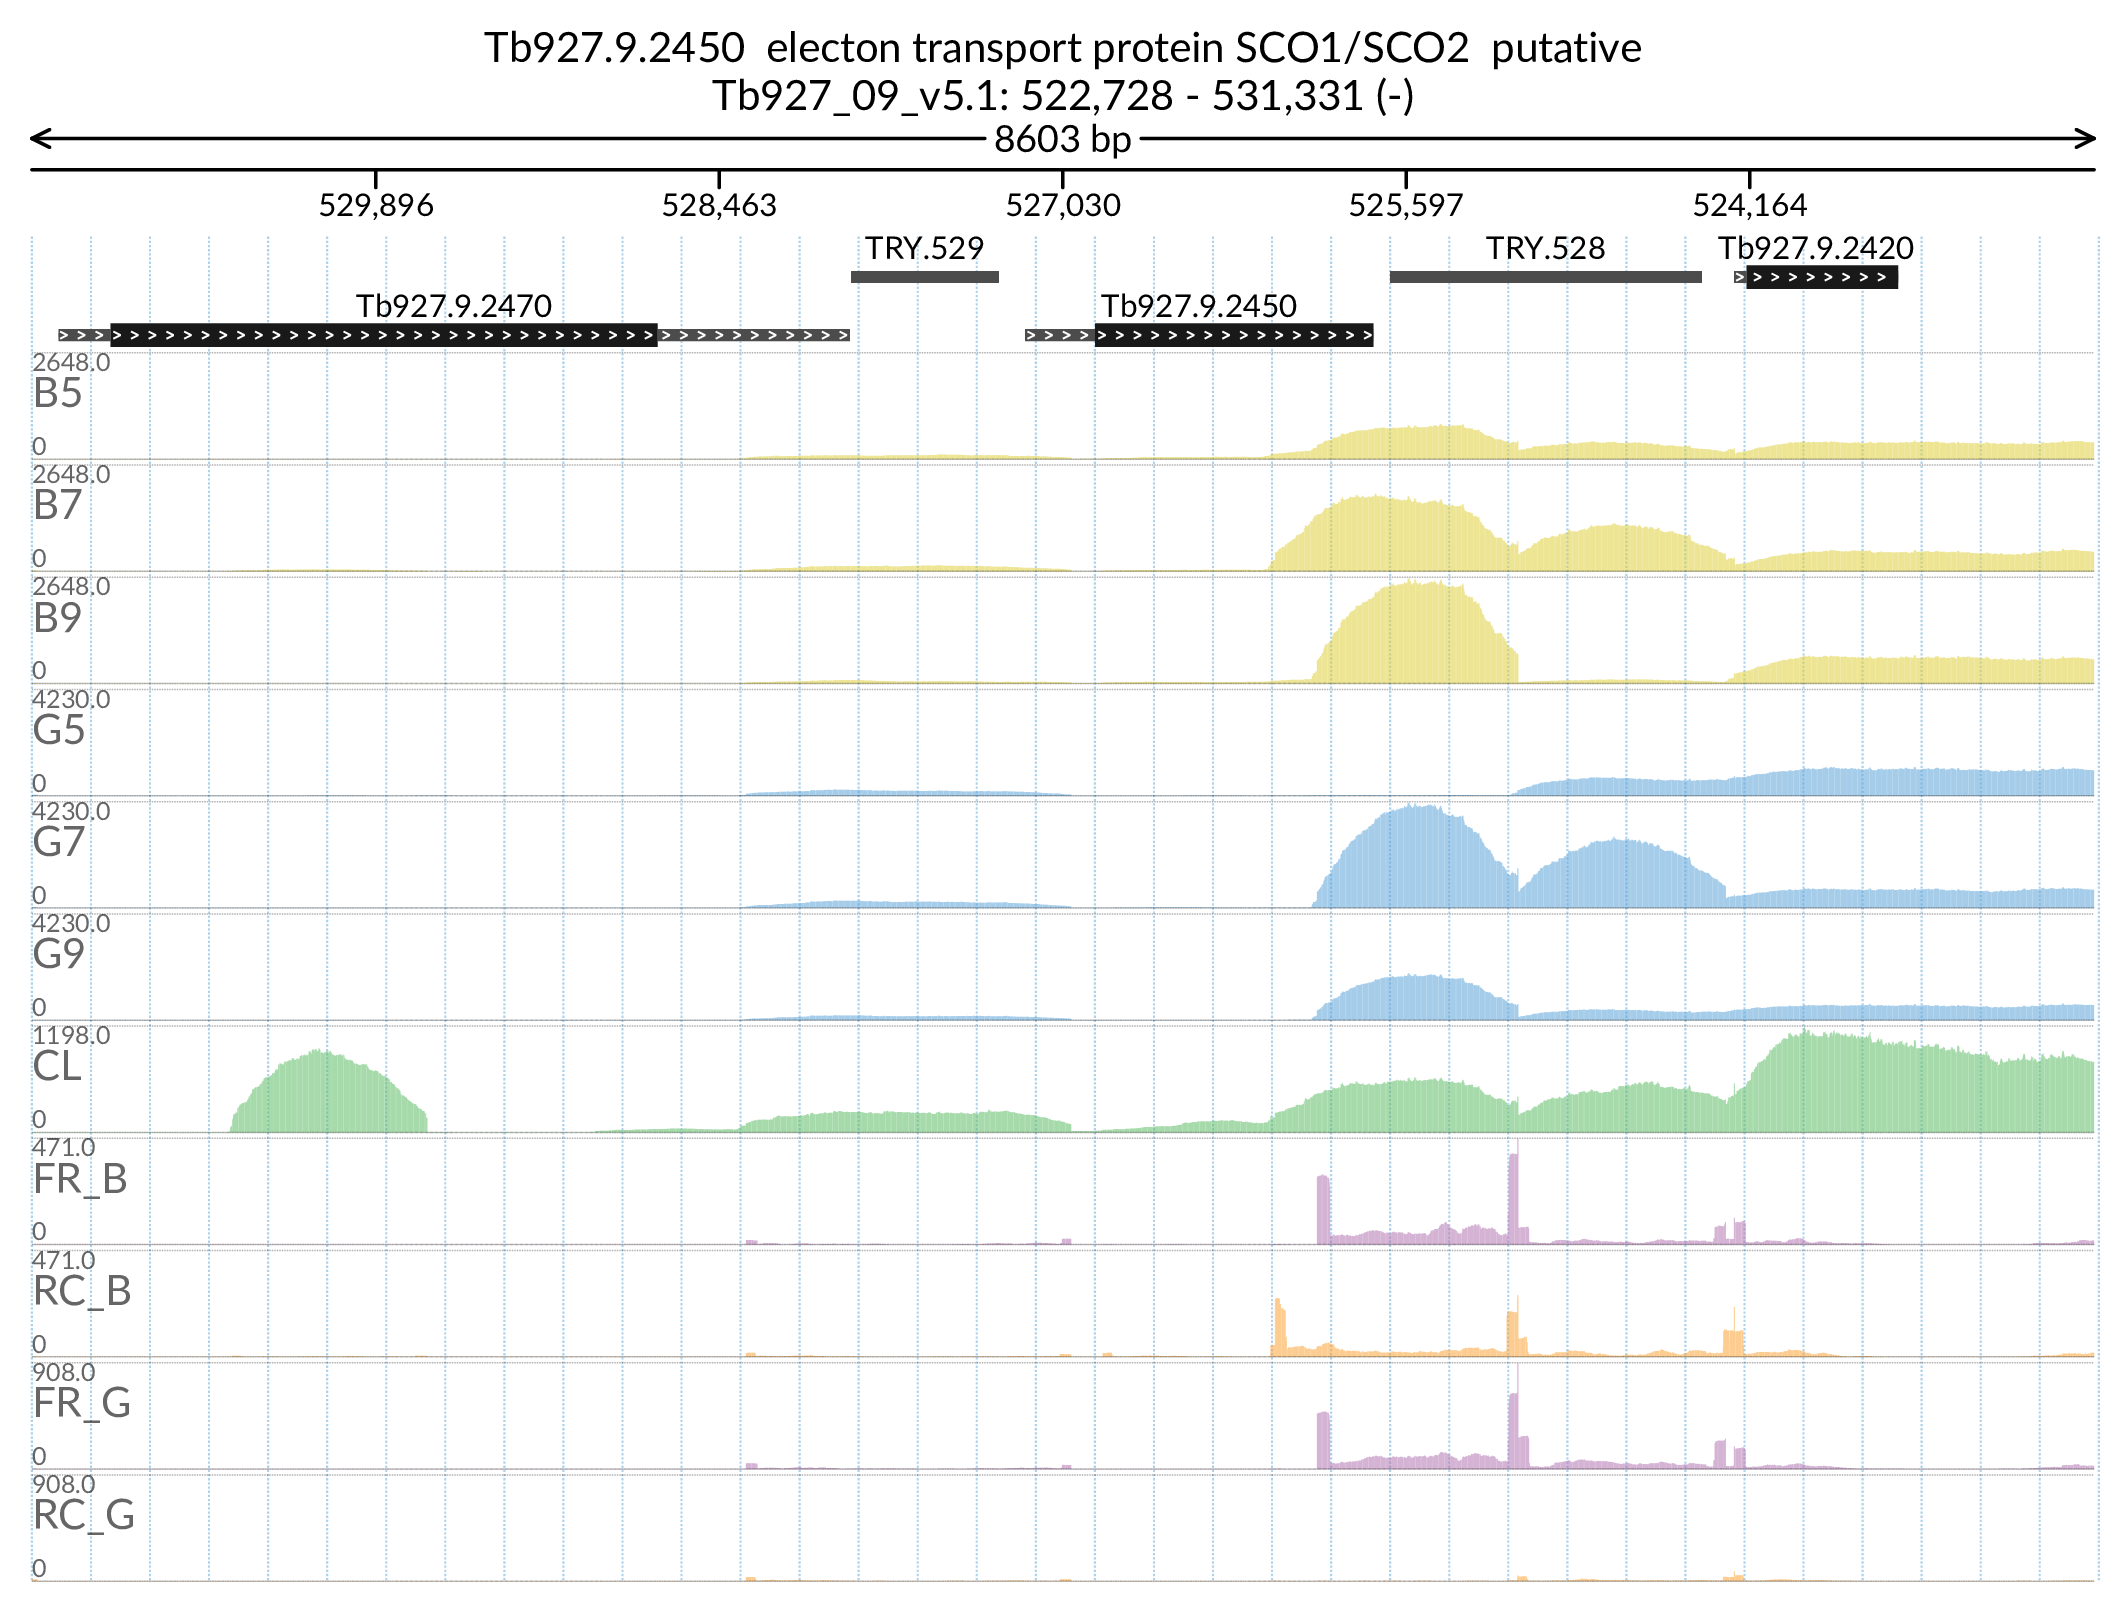 Tb927.9.2450  electon transport protein SCO1/SCO2  putative
Tb927_09_v5.1: 522,728 - 531,331 (-)
8603 bp
529,896 528,463 527,030 525,597 524,164
TRY.529 TRY.528 Tb927.9.2420
Tb927.9.2470 Tb927.9.2450
2648.0
B5
0
2648.0
B7
0
2648.0
B9
0
4230.0
G5
0
4230.0
G7
0
4230.0
G9
0
1198.0
CL
0
471.0
FR_B
0
471.0
RC_B
0
908.0
FR_G
0
908.0
RC_G
0